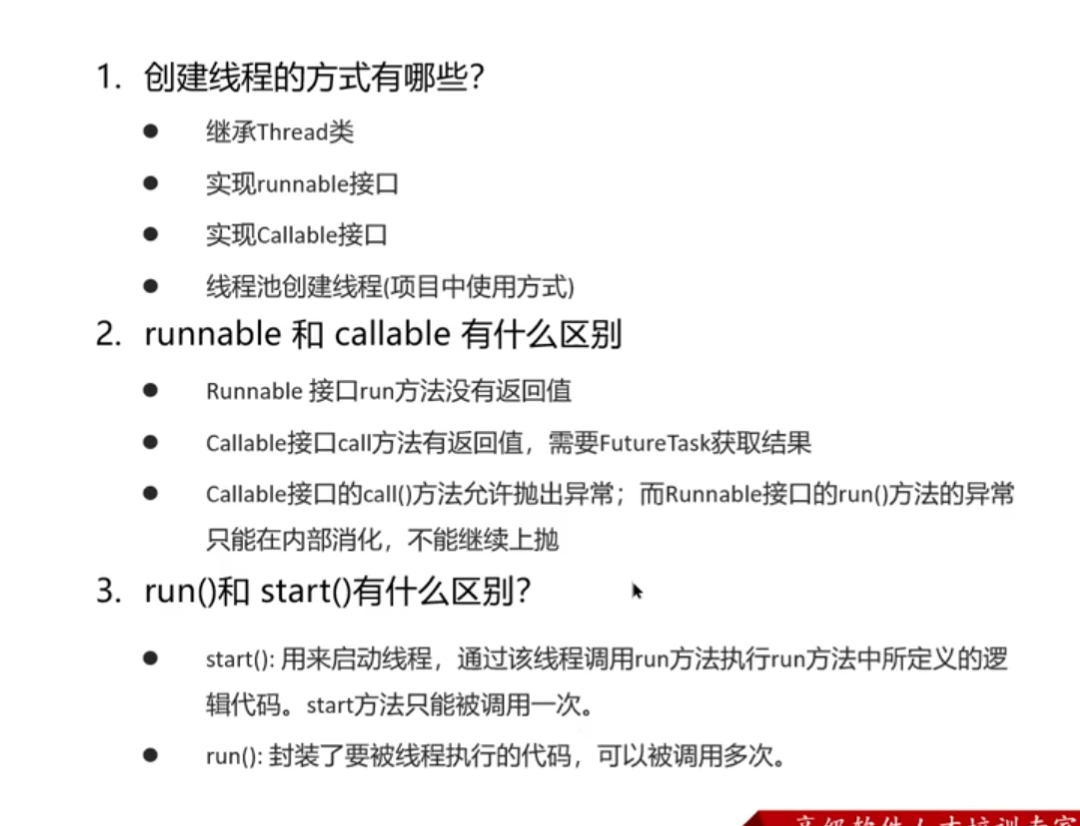 1. 创建线程的方式有哪些？
● 继承Thread类
● 实现runnable接口
● 实现Callable接口
● 线程池创建线程(项目中使用方式)
2. runnable 和 callable 有什么区别
● Runnable 接口run方法没有返回值
● Callable接口call方法有返回值，需要FutureTask获取结果
● Callable接口的call()方法允许抛出异常；而Runnable接口的run()方法的异常
只能在内部消化，不能继续上抛
3. run()和 start()有什么区别？
● start(): 用来启动线程，通过该线程调用run方法执行run方法中所定义的逻
辑代码。start方法只能被调用一次。
● run(): 封装了要被线程执行的代码，可以被调用多次。
高级软件人才培训专家